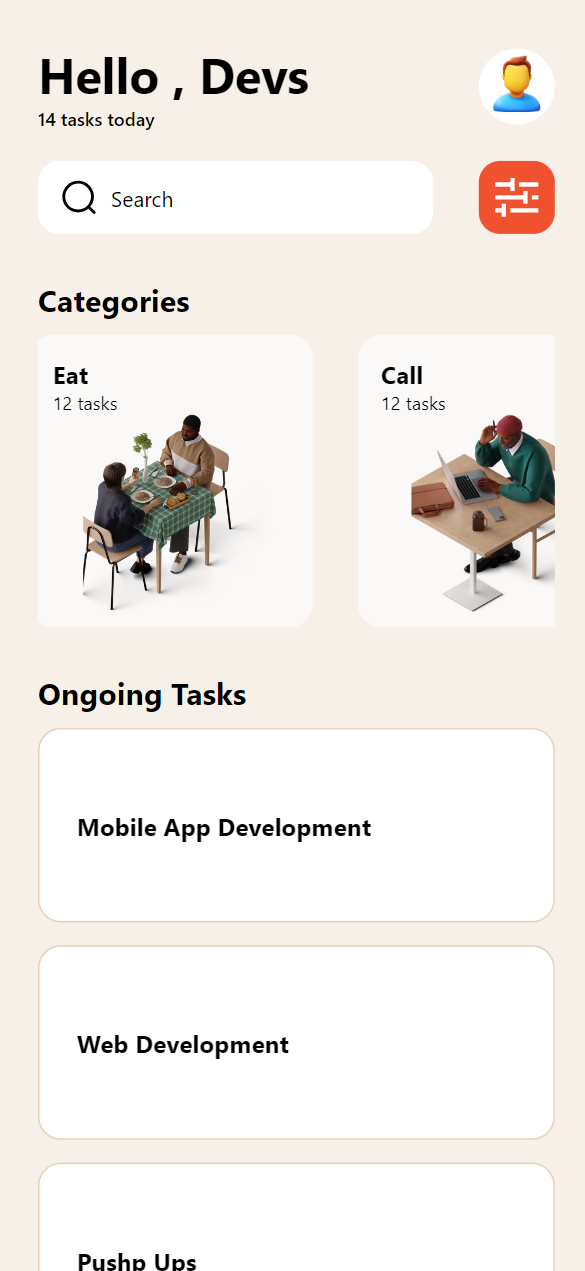 Hello , Devs
14 tasks today
Search
Categories
Eat
12 tasks
Call
12 tasks
Ongoing Tasks
Mobile App Development
Web Development
Pushp Ups